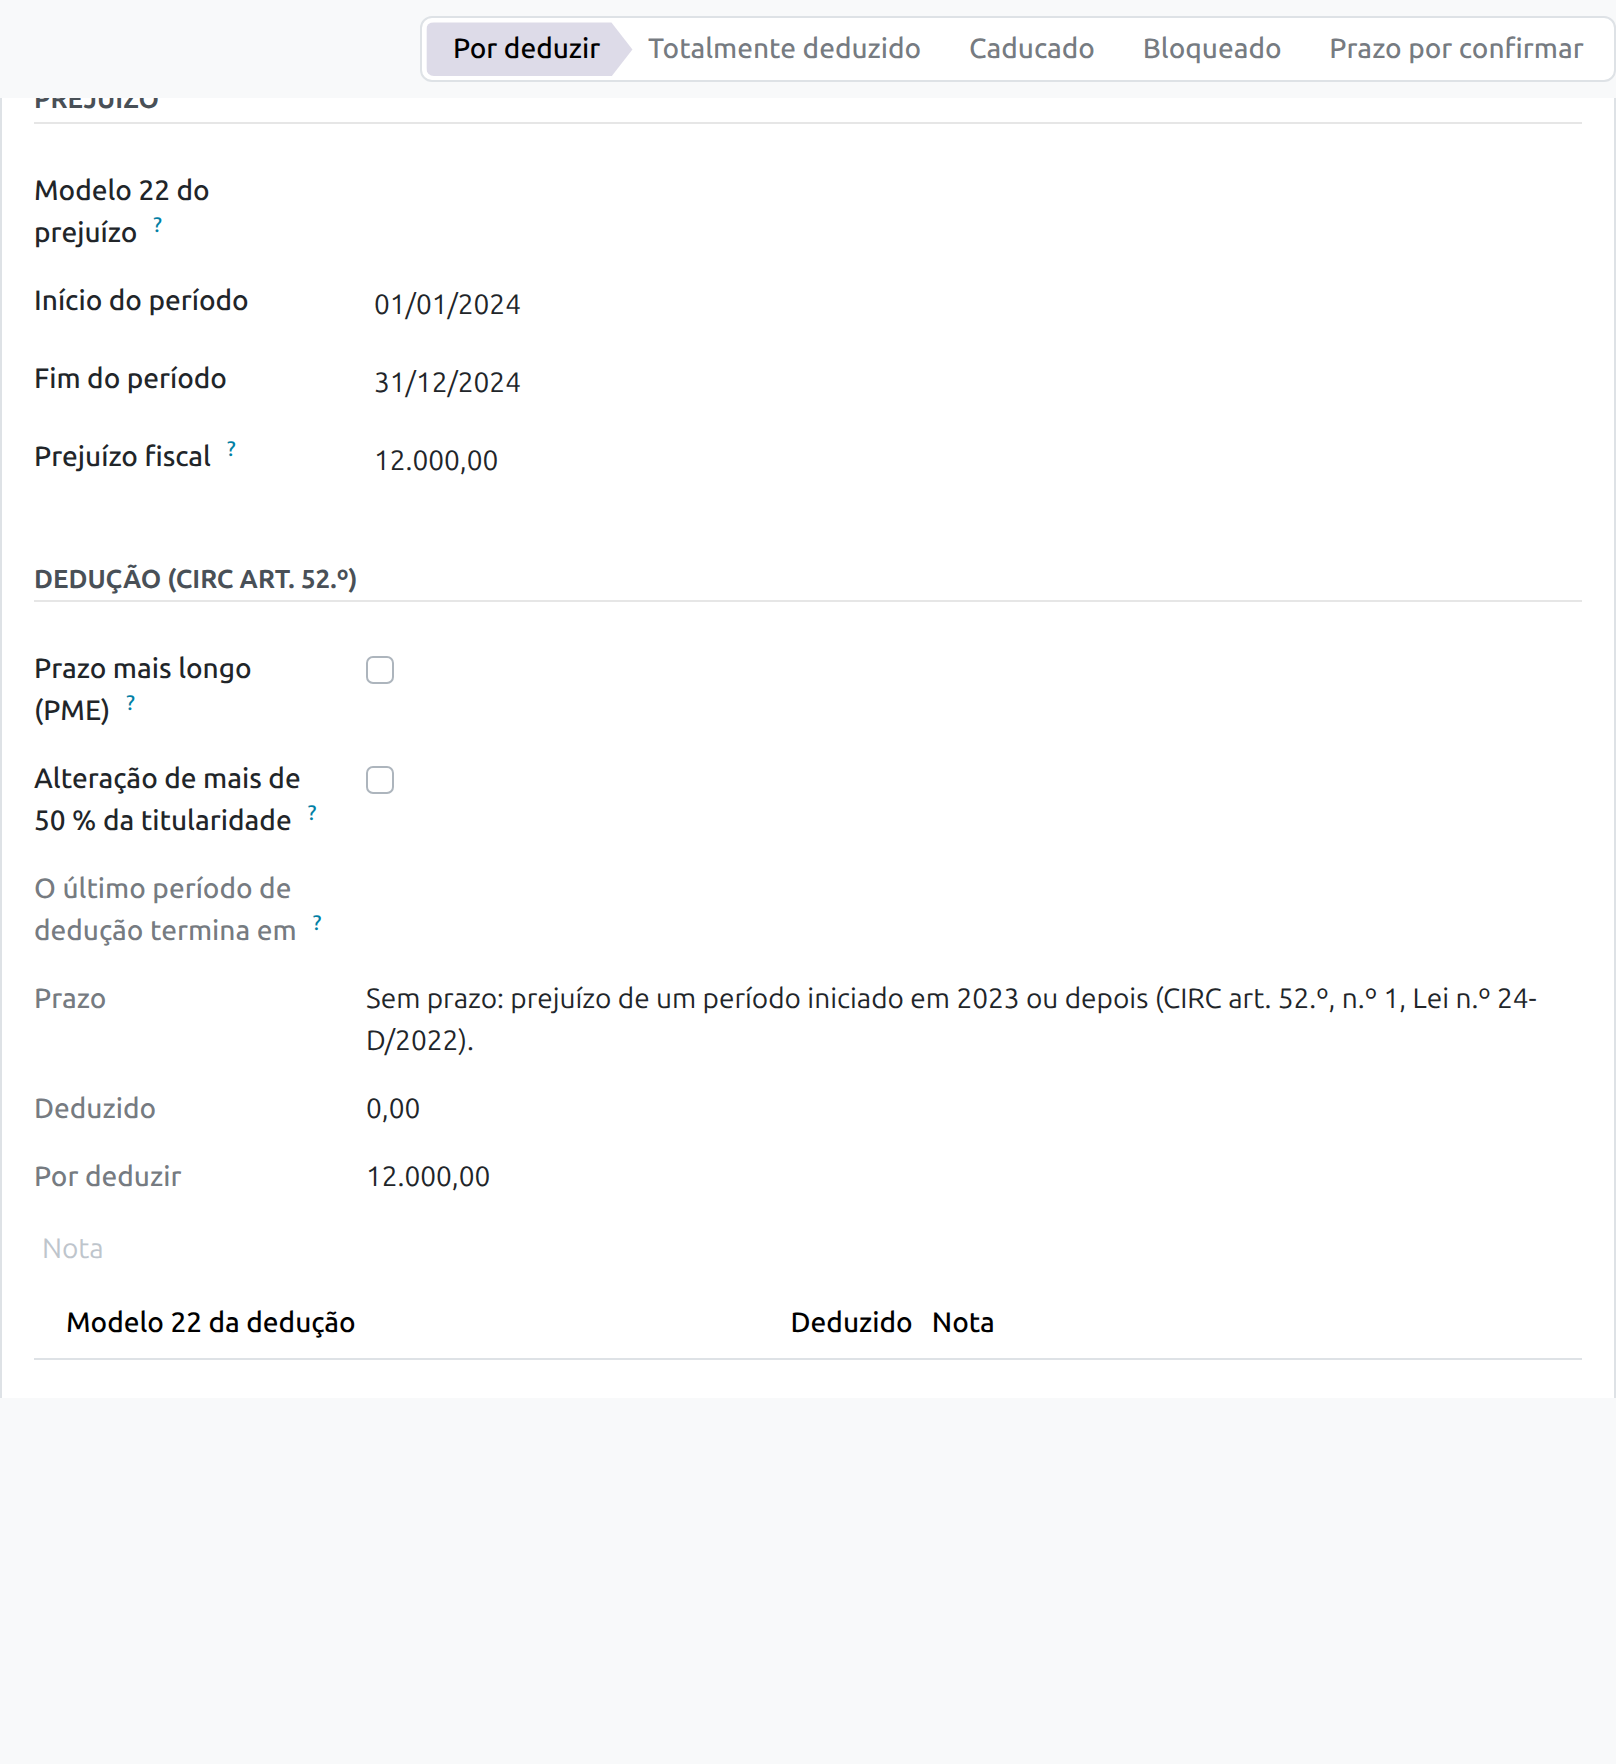 Por deduzir Totalmente deduzido Caducado Bloqueado Prazo por confirmar
PREJUÍZO
Modelo 22 do
prejuízo ?
Início do período 01/01/2024
Fim do período 31/12/2024
Prejuízo fiscal ? 12.000,00
DEDUÇÃO (CIRC ART. 52.º)
Prazo mais longo
(PME) ?
Alteração de mais de
50 % da titularidade ?
O último período de
dedução termina em ?
Prazo Sem prazo: prejuízo de um período iniciado em 2023 ou depois (CIRC art. 52.º, n.º 1, Lei n.º 24-
D/2022).
Deduzido 0,00
Por deduzir 12.000,00
Nota
Modelo 22 da dedução Deduzido Nota